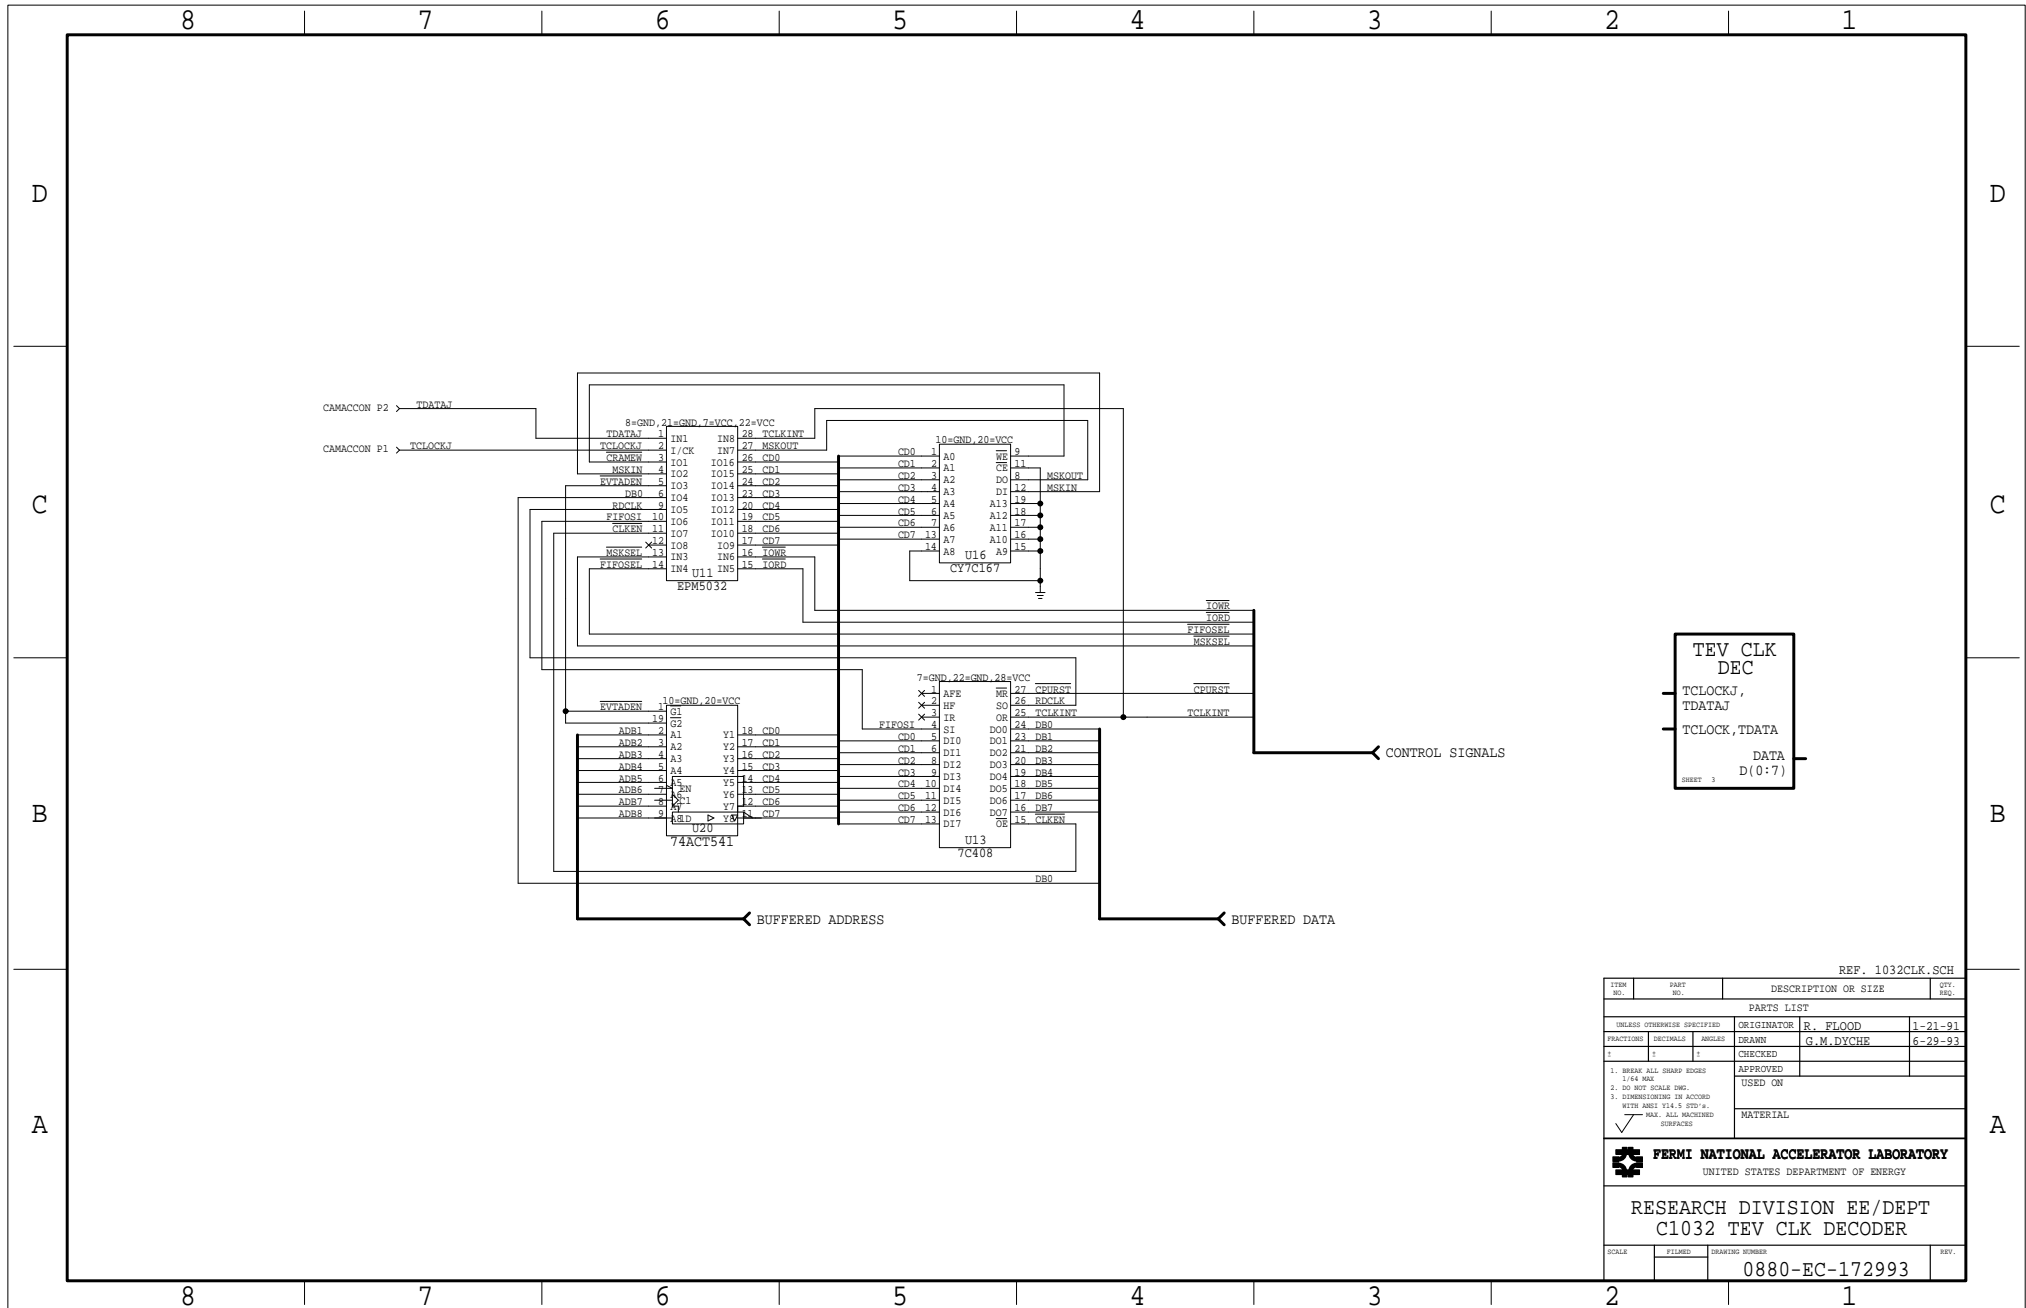 8 7 6 5 4 3 2 1
D D
C C
B B
A A
CAMACCON P2 TDATAJ
CAMACCON P1 TCLOCKJ
8=GND,21=GND,7=VCC,22=VCC
TDATAJ 1 IN1 IN8 28 TCLKINT
TCLOCKJ 2 I/CK IN7 27 MSKOUT
CRAMEW 3 IO1 IO16 26 CD0
MSKIN 4 IO2 IO15 25 CD1
EVTADEN 5 IO3 IO14 24 CD2
DB0 6 IO4 IO13 23 CD3
RDCLK 9 IO5 IO12 20 CD4
FIFOSI 10 IO6 IO11 19 CD5
CLKEN 11 IO7 IO10 18 CD6
12 IO8 IO9 17 CD7
MSKSEL 13 IN3 IN6 16 IOWR
FIFOSEL 14 IN4 IN5 15 IORD
U11
EPM5032
10=GND,20=VCC
CD0 1 A0 WE 9
CD1 2 A1 CE 11
CD2 3 A2 DO 8 MSKOUT
CD3 4 A3 DI 12 MSKIN
CD4 5 A4 A13 19
CD5 6 A5 A12 18
CD6 7 A6 A11 17
CD7 13 A7 A10 16
14 A8 A9 15
U16
CY7C167
IOWR
IORD
FIFOSEL
MSKSEL
CPURST
TCLKINT
CONTROL SIGNALS
10=GND,20=VCC
EVTADEN 1 G1
19 G2
ADB1 2 A1 Y1 18 CD0
ADB2 3 A2 Y2 17 CD1
ADB3 4 A3 Y3 16 CD2
ADB4 5 A4 Y4 15 CD3
ADB5 6 A5 Y5 14 CD4
EN
ADB6 7 A6 Y6 13 CD5
C1
ADB7 8 A7 Y7 12 CD6
ADB8 9 A8 1D Y8 11 CD7
U20
74ACT541
7=GND,22=GND,28=VCC
1 AFE MR 27 CPURST
2 HF SO 26 RDCLK
3 IR OR 25 TCLKINT
FIFOSI 4 SI DO0 24 DB0
CD0 5 DI0 DO1 23 DB1
CD1 6 DI1 DO2 21 DB2
CD2 8 DI2 DO3 20 DB3
CD3 9 DI3 DO4 19 DB4
CD4 10 DI4 DO5 18 DB5
CD5 11 DI5 DO6 17 DB6
CD6 12 DI6 DO7 16 DB7
CD7 13 DI7 OE 15 CLKEN
U13
7C408
DB0
BUFFERED ADDRESS
BUFFERED DATA
TEV CLK
DEC
TCLOCKJ,
TDATAJ
TCLOCK,TDATA
DATA
D(0:7)
SHEET 3
REF. 1032CLK.SCH
ITEM NO. PART NO. DESCRIPTION OR SIZE QTY. REQ.
PARTS LIST
UNLESS OTHERWISE SPECIFIED ORIGINATOR R. FLOOD 1-21-91
FRACTIONS DECIMALS ANGLES DRAWN G.M.DYCHE 6-29-93
CHECKED
APPROVED
USED ON
MATERIAL
1. BREAK ALL SHARP EDGES
1/64 MAX
2. DO NOT SCALE DWG.
3. DIMENSIONING IN ACCORD
WITH ANSI Y14.5 STD's.
MAX. ALL MACHINED
SURFACES
FERMI NATIONAL ACCELERATOR LABORATORY
UNITED STATES DEPARTMENT OF ENERGY
RESEARCH DIVISION EE/DEPT
C1032 TEV CLK DECODER
SCALE FILMED DRAWING NUMBER REV.
0880-EC-172993
8 7 6 5 4 3 2 1